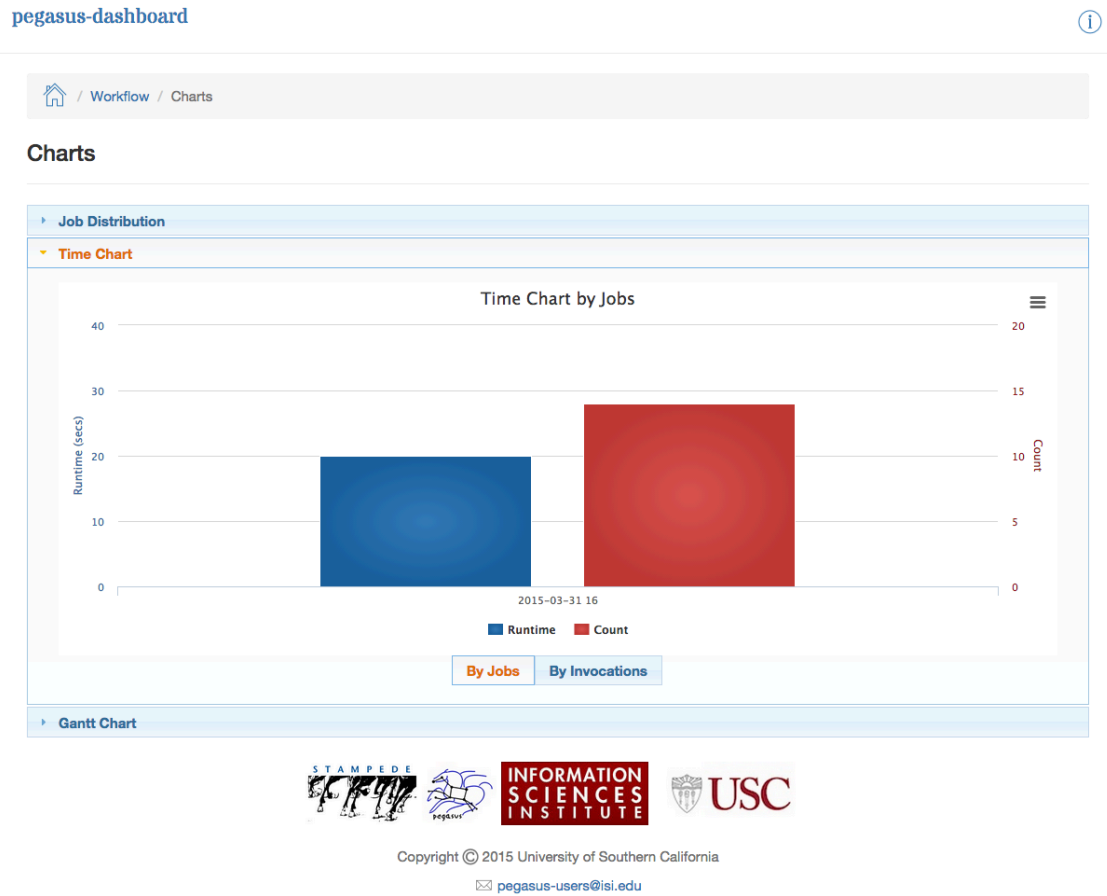 pegasus-dashboard
/ Workflow / Charts
Charts
Job Distribution
Time Chart
Time Chart by Jobs
40
30
20
10
0
Runtime (secs)
20
15
10
5
0
Count
2015-03-31 16
Runtime Count
By Jobs By Invocations
Gantt Chart
STAMPEDE
pegasus
INFORMATION
SCIENCES
INSTITUTE
USC
Copyright © 2015 University of Southern California
pegasus-users@isi.edu